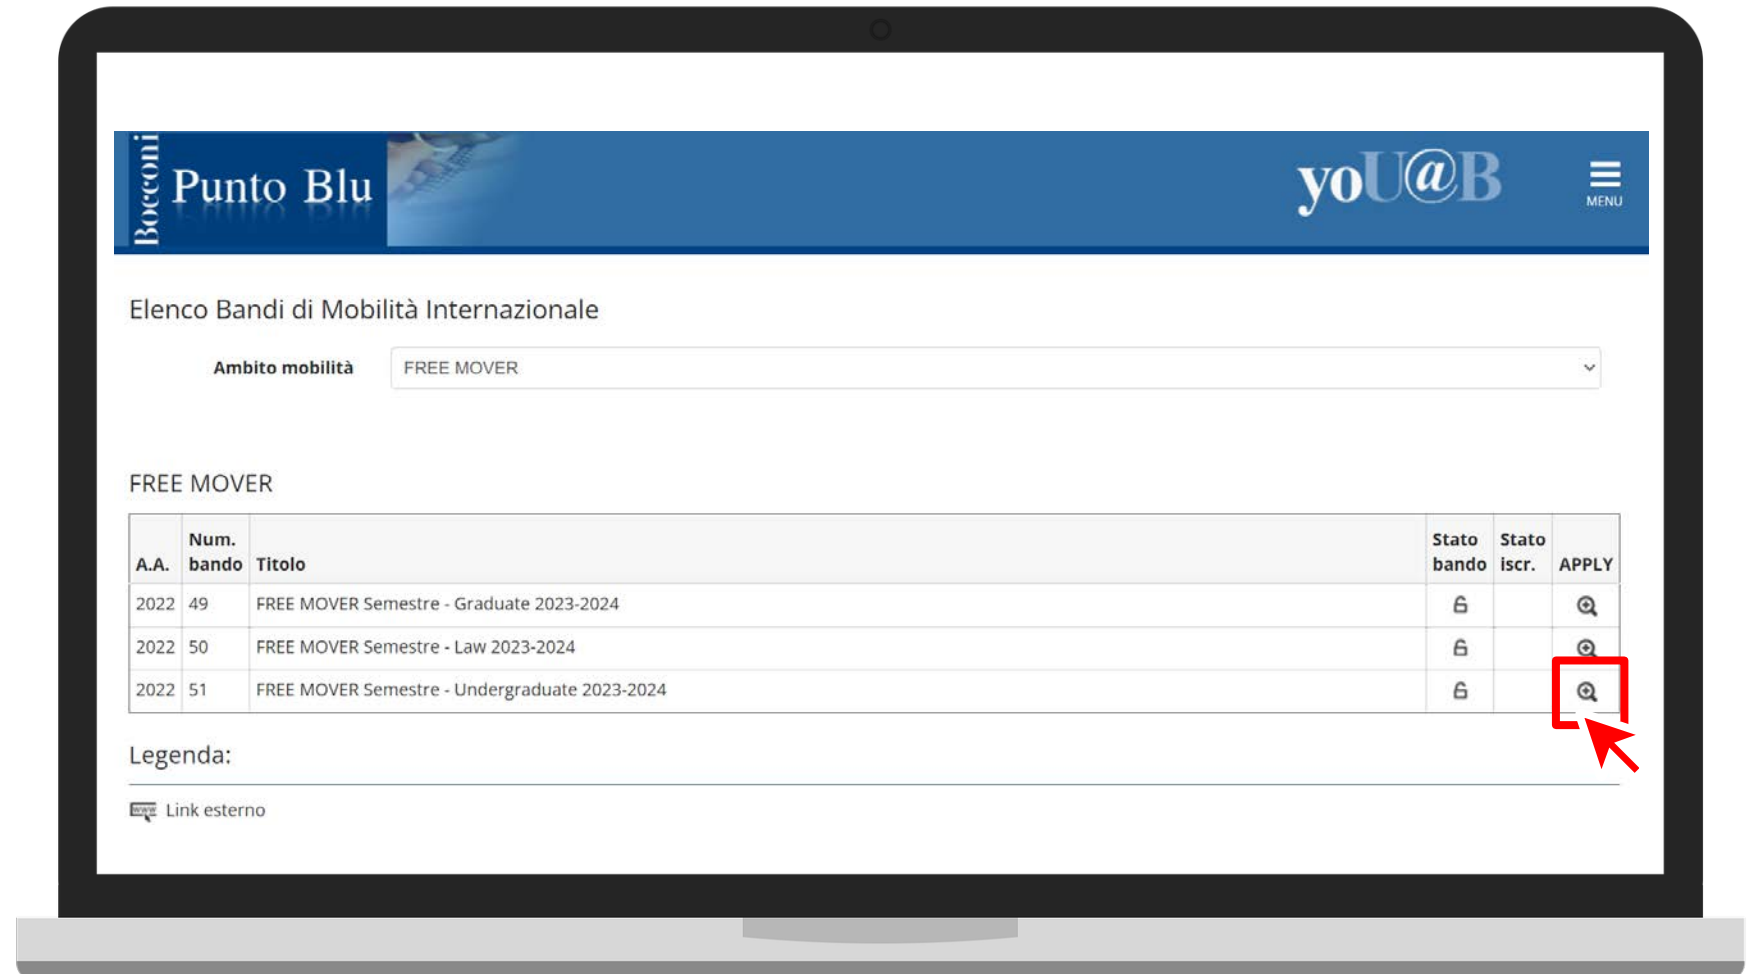 Bocconi
Punto Blu
yoU@B
MENU
Elenco Bandi di Mobilità Internazionale
Ambito mobilità FREE MOVER
FREE MOVER
A.A. Num. bando Titolo Stato bando Stato iscr. APPLY
2022 49 FREE MOVER Semestre - Graduate 2023-2024
2022 50 FREE MOVER Semestre - Law 2023-2024
2022 51 FREE MOVER Semestre - Undergraduate 2023-2024
Legenda:
www Link esterno